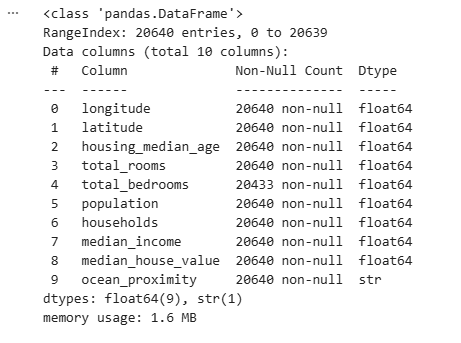 ...
<class 'pandas.DataFrame'>
RangeIndex: 20640 entries, 0 to 20639
Data columns (total 10 columns):
 #   Column              Non-Null Count  Dtype
---  ------              --------------  -----
 0   longitude           20640 non-null  float64
 1   latitude            20640 non-null  float64
 2   housing_median_age  20640 non-null  float64
 3   total_rooms         20640 non-null  float64
 4   total_bedrooms      20433 non-null  float64
 5   population          20640 non-null  float64
 6   households          20640 non-null  float64
 7   median_income       20640 non-null  float64
 8   median_house_value  20640 non-null  float64
 9   ocean_proximity     20640 non-null  str
dtypes: float64(9), str(1)
memory usage: 1.6 MB